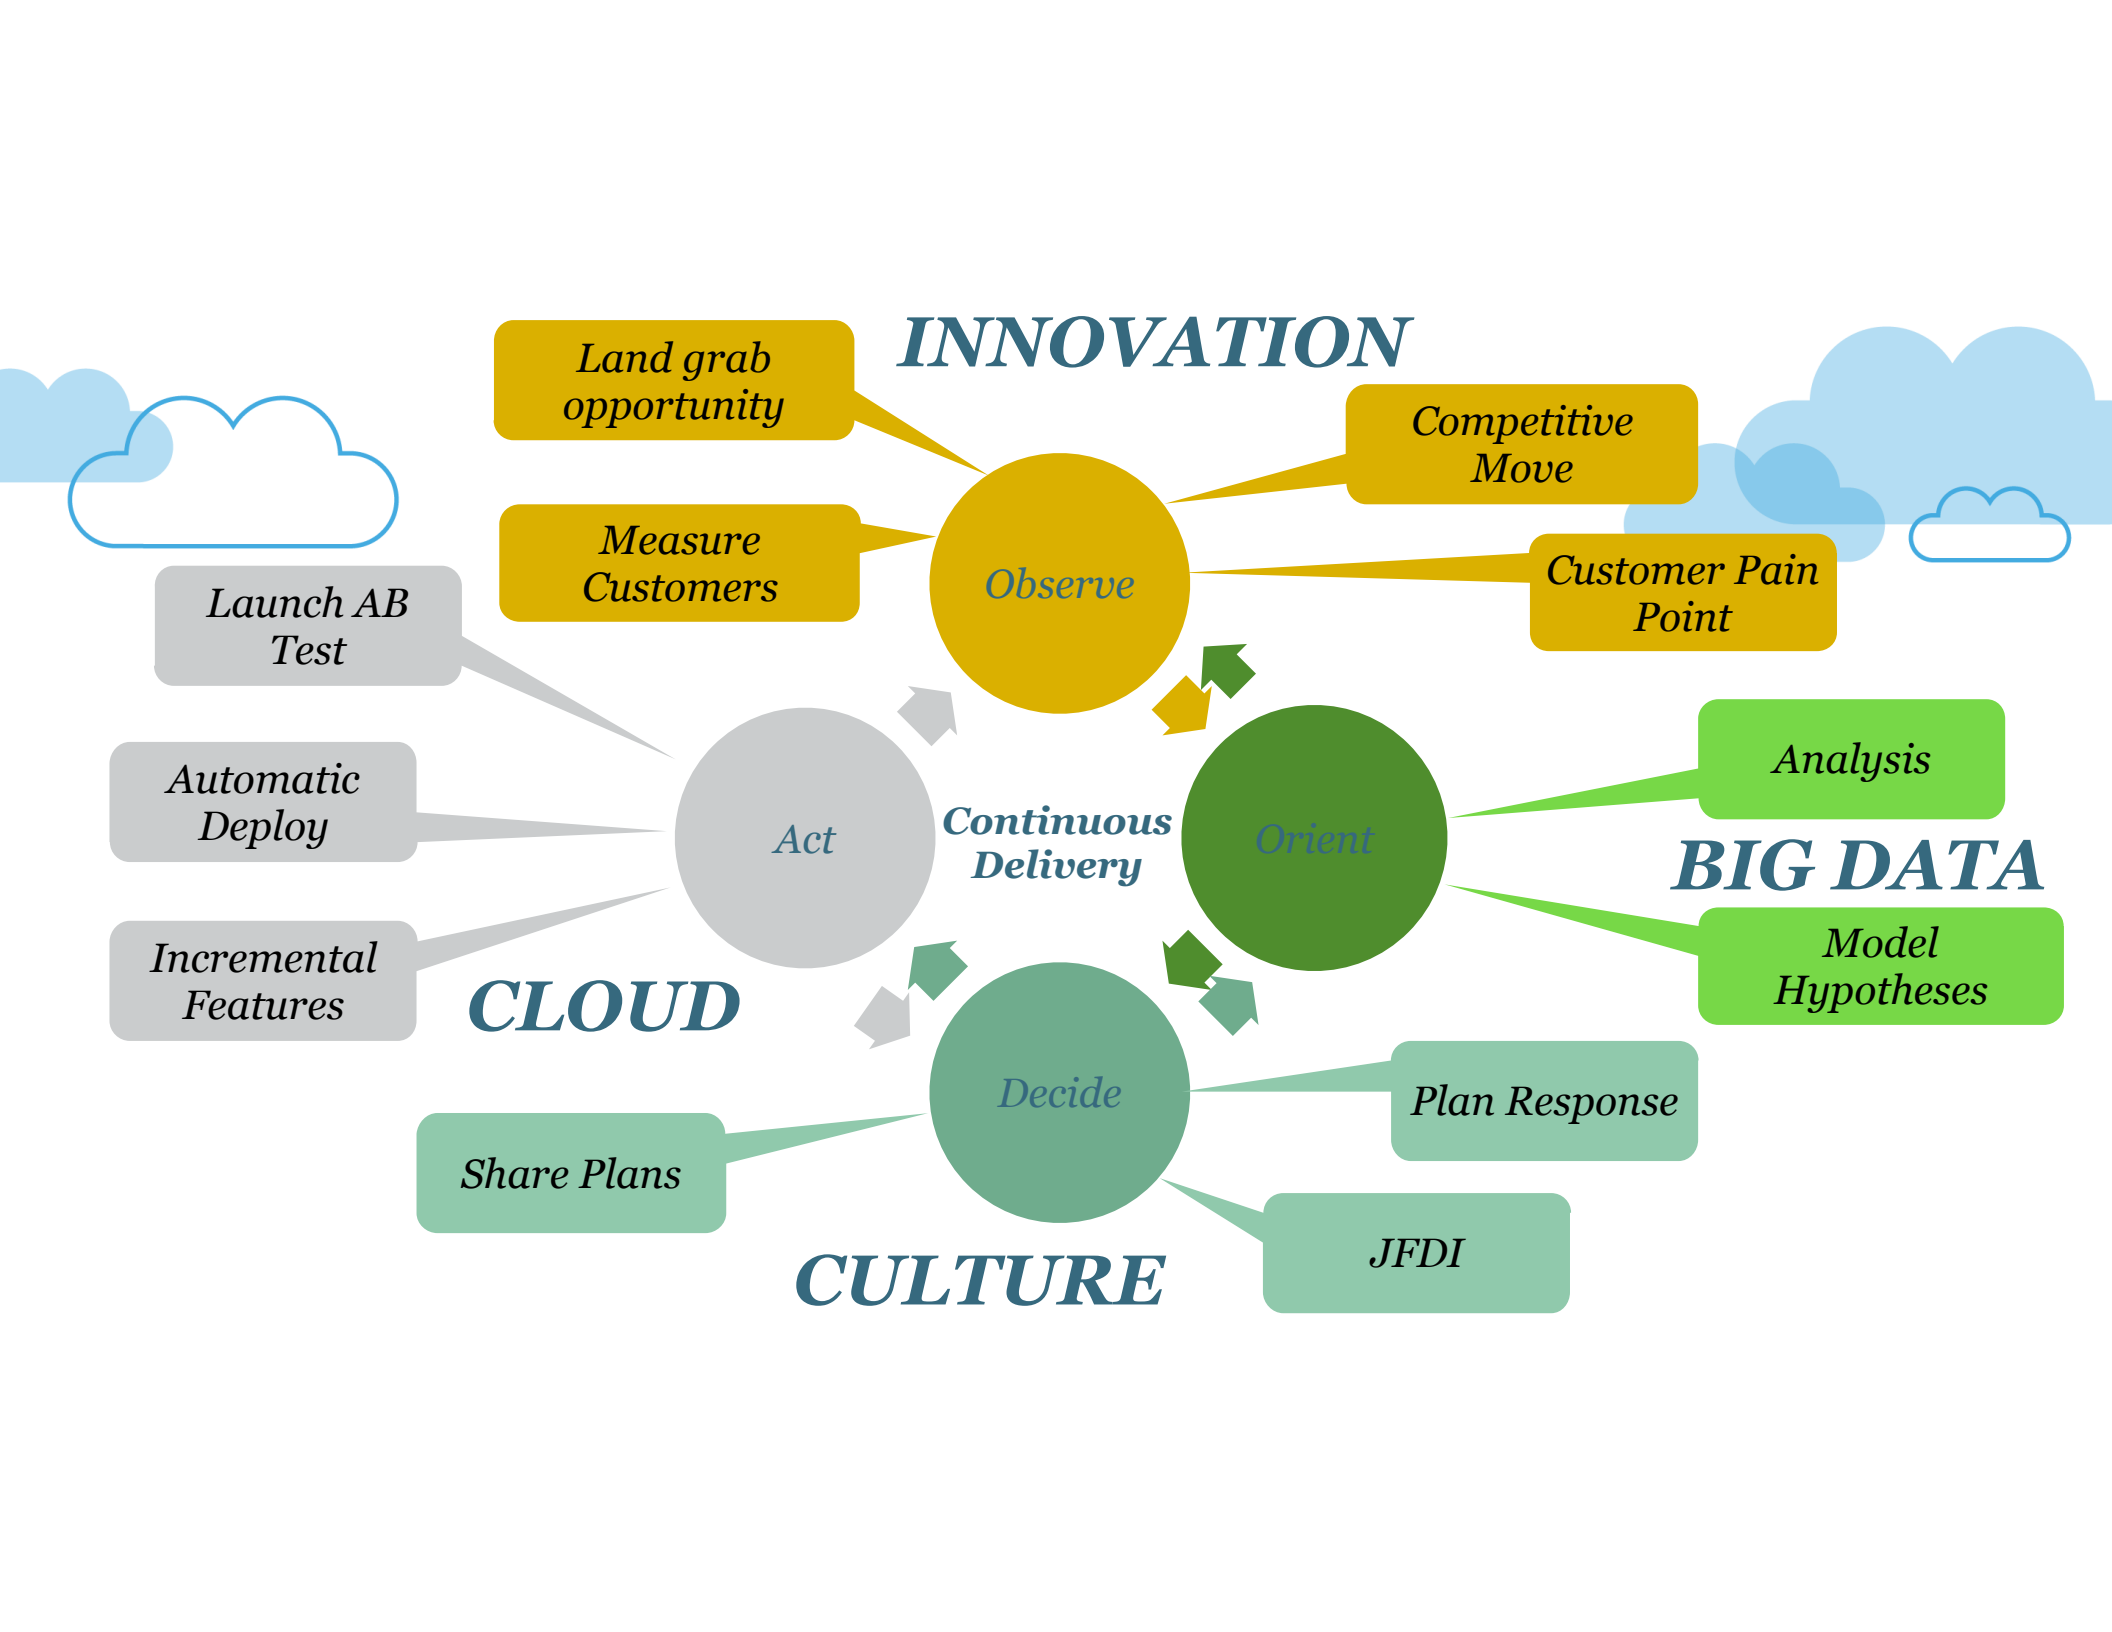 INNOVATION
Land grab
opportunity
Competitive
Move
Measure
Customers
Observe
Customer Pain
Point
Launch AB
Test
Analysis
Automatic
Deploy
Act
Continuous
Delivery
Orient
BIG DATA
Model
Hypotheses
Incremental
Features
CLOUD
Decide
Plan Response
Share Plans
JFDI
CULTURE